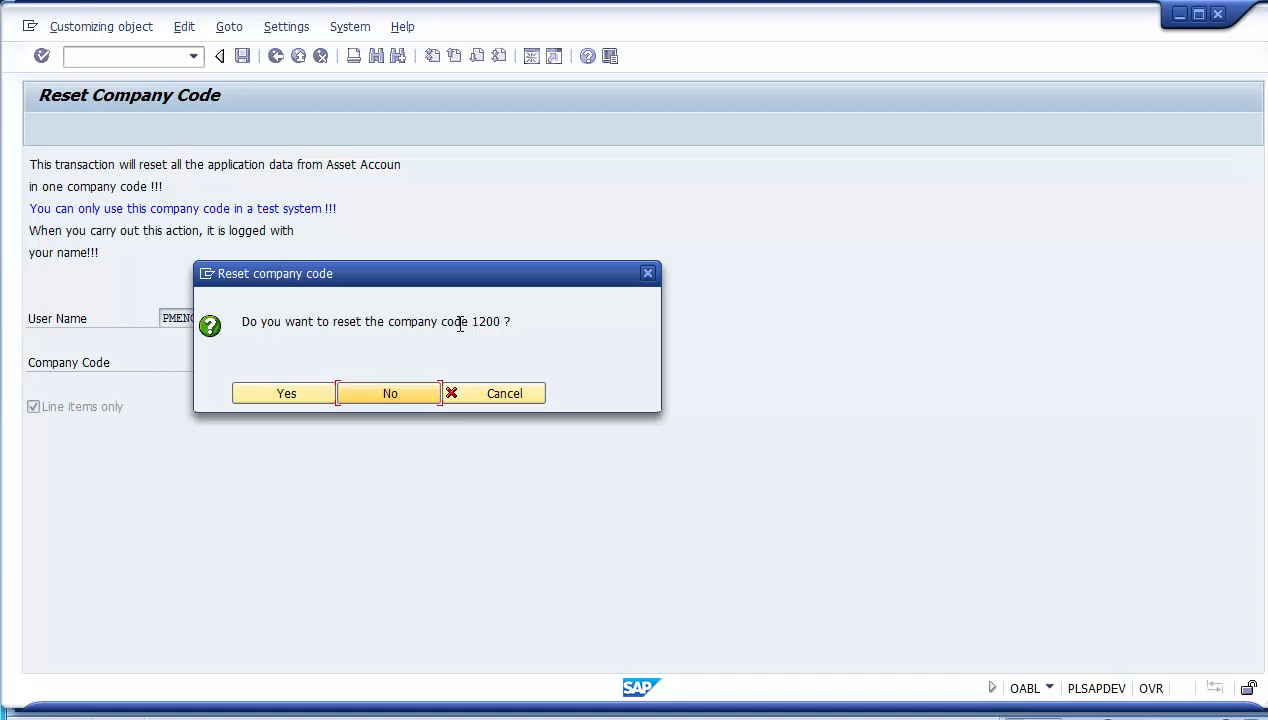 Customizing object Edit Goto Settings System Help
Reset Company Code
This transaction will reset all the application data from Asset Accoun
in one company code !!!
You can only use this company code in a test system !!!
When you carry out this action, it is logged with
your name!!!
Reset company code
Do you want to reset the company code 1200 ?
Yes No Cancel
User Name PMENO
Company Code
Line items only
SAP OABL PLSAPDEV OVR